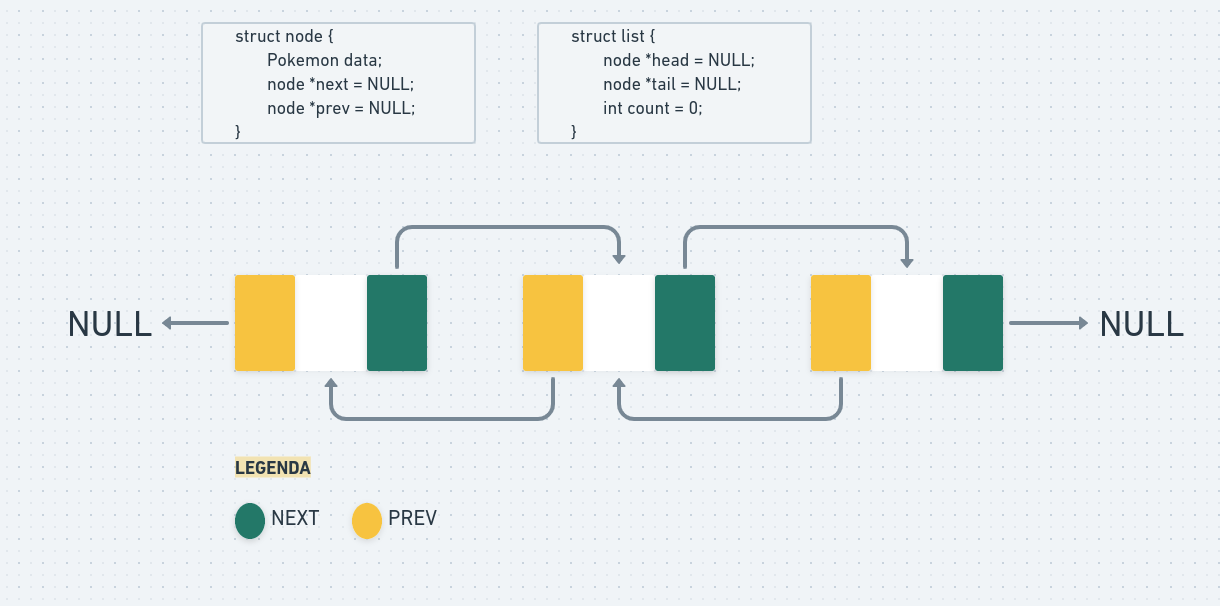 struct node {
Pokemon data;
node *next = NULL;
node *prev = NULL;
}
struct list {
node *head = NULL;
node *tail = NULL;
int count = 0;
}
NULL
NULL
LEGENDA
NEXT
PREV